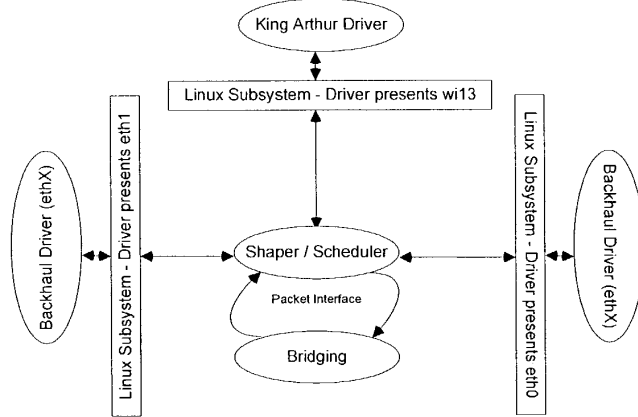 King Arthur Driver
Linux Subsystem - Driver presents wi13
Backhaul Driver (ethX)
Linux Subsystem - Driver presents eth1
Shaper / Scheduler
Packet Interface
Bridging
Linux Subsystem - Driver presents eth0
Backhaul Driver (ethX)